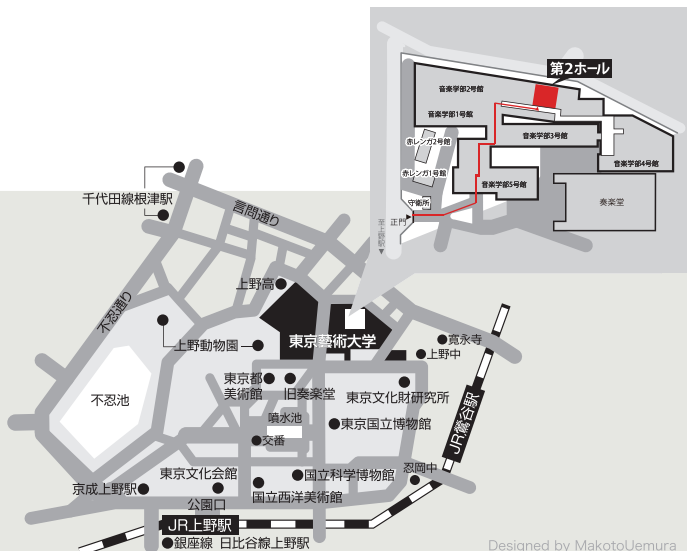 第2ホール
音楽学部2号館
音楽学部1号館
音楽学部3号館
赤レンガ2号館
音楽学部4号館
赤レンガ1号館
音楽学部5号館
守衛所
奏楽堂
正門
至上野駅
千代田線根津駅
言問通り
上野高
不忍通り
東京藝術大学
上野動物園
寛永寺
上野中
東京都
美術館
旧奏楽堂
東京文化財研究所
不忍池
噴水池
東京国立博物館
交番
JR鶯谷駅
東京文化会館
国立科学博物館
忍岡中
京成上野駅
国立西洋美術館
公園口
JR上野駅
銀座線 日比谷線上野駅
Designed by MakotoUemura